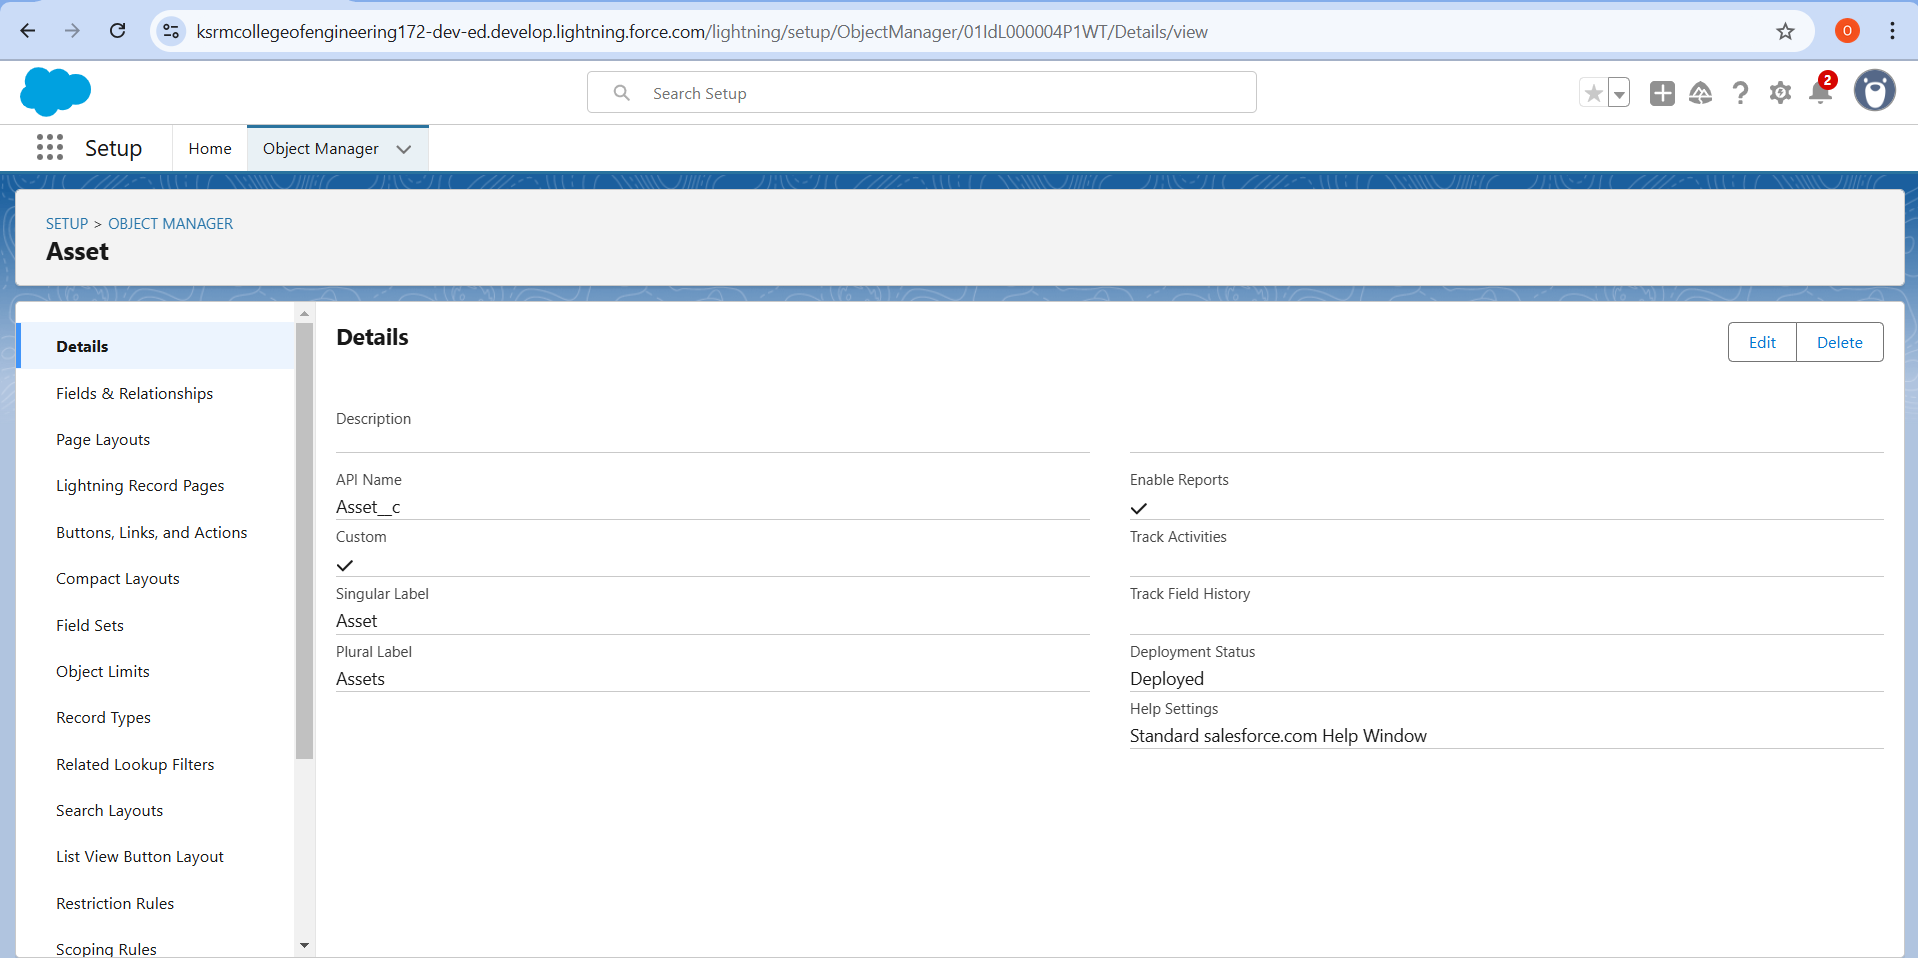 ksrmcollegeofengineering172-dev-ed.develop.lightning.force.com/lightning/setup/ObjectManager/01IdL000004P1WT/Details/view
O
Search Setup
2
Setup
Home
Object Manager
SETUP > OBJECT MANAGER
Asset
Details
Fields & Relationships
Page Layouts
Lightning Record Pages
Buttons, Links, and Actions
Compact Layouts
Field Sets
Object Limits
Record Types
Related Lookup Filters
Search Layouts
List View Button Layout
Restriction Rules
Scoping Rules
Details
Edit
Delete
Description
API Name
Asset__c
Custom
Singular Label
Asset
Plural Label
Assets
Enable Reports
Track Activities
Track Field History
Deployment Status
Deployed
Help Settings
Standard salesforce.com Help Window